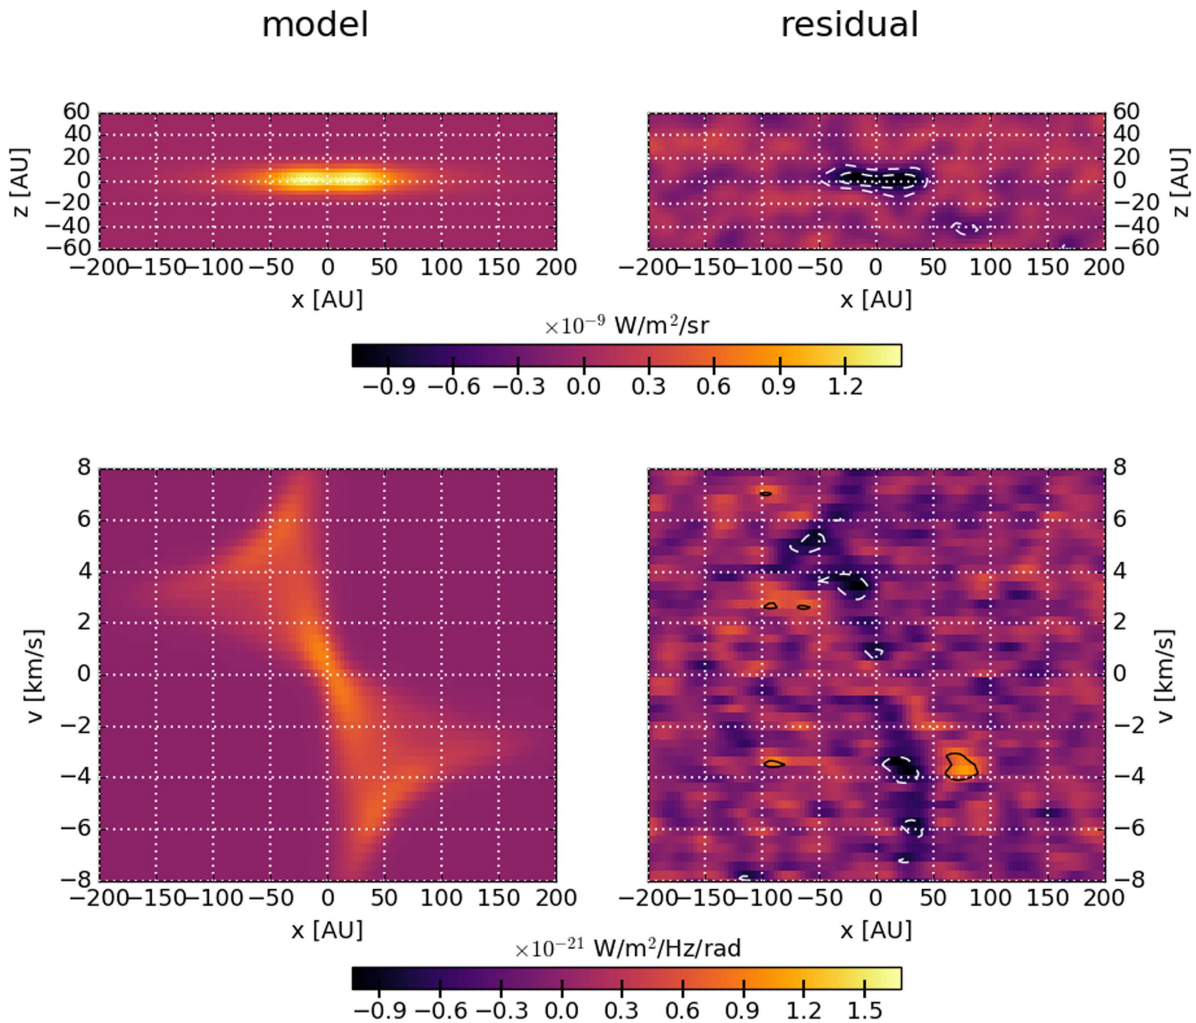 model residual
60 60
40 40
20 20
0 0
−20 −20
−40 −40
−60 −60
z [AU] z [AU]
−200−150−100−50 0 50 100 150 200 −200−150−100−50 0 50 100 150 200
x [AU] x [AU]
×10⁻⁹ W/m²/sr
−0.9 −0.6 −0.3 0.0 0.3 0.6 0.9 1.2
8 8
6 6
4 4
2 2
0 0
−2 −2
−4 −4
−6 −6
−8 −8
v [km/s] v [km/s]
−200−150−100−50 0 50 100 150 200 −200−150−100−50 0 50 100 150 200
x [AU] x [AU]
×10⁻²¹ W/m²/Hz/rad
−0.9 −0.6 −0.3 0.0 0.3 0.6 0.9 1.2 1.5